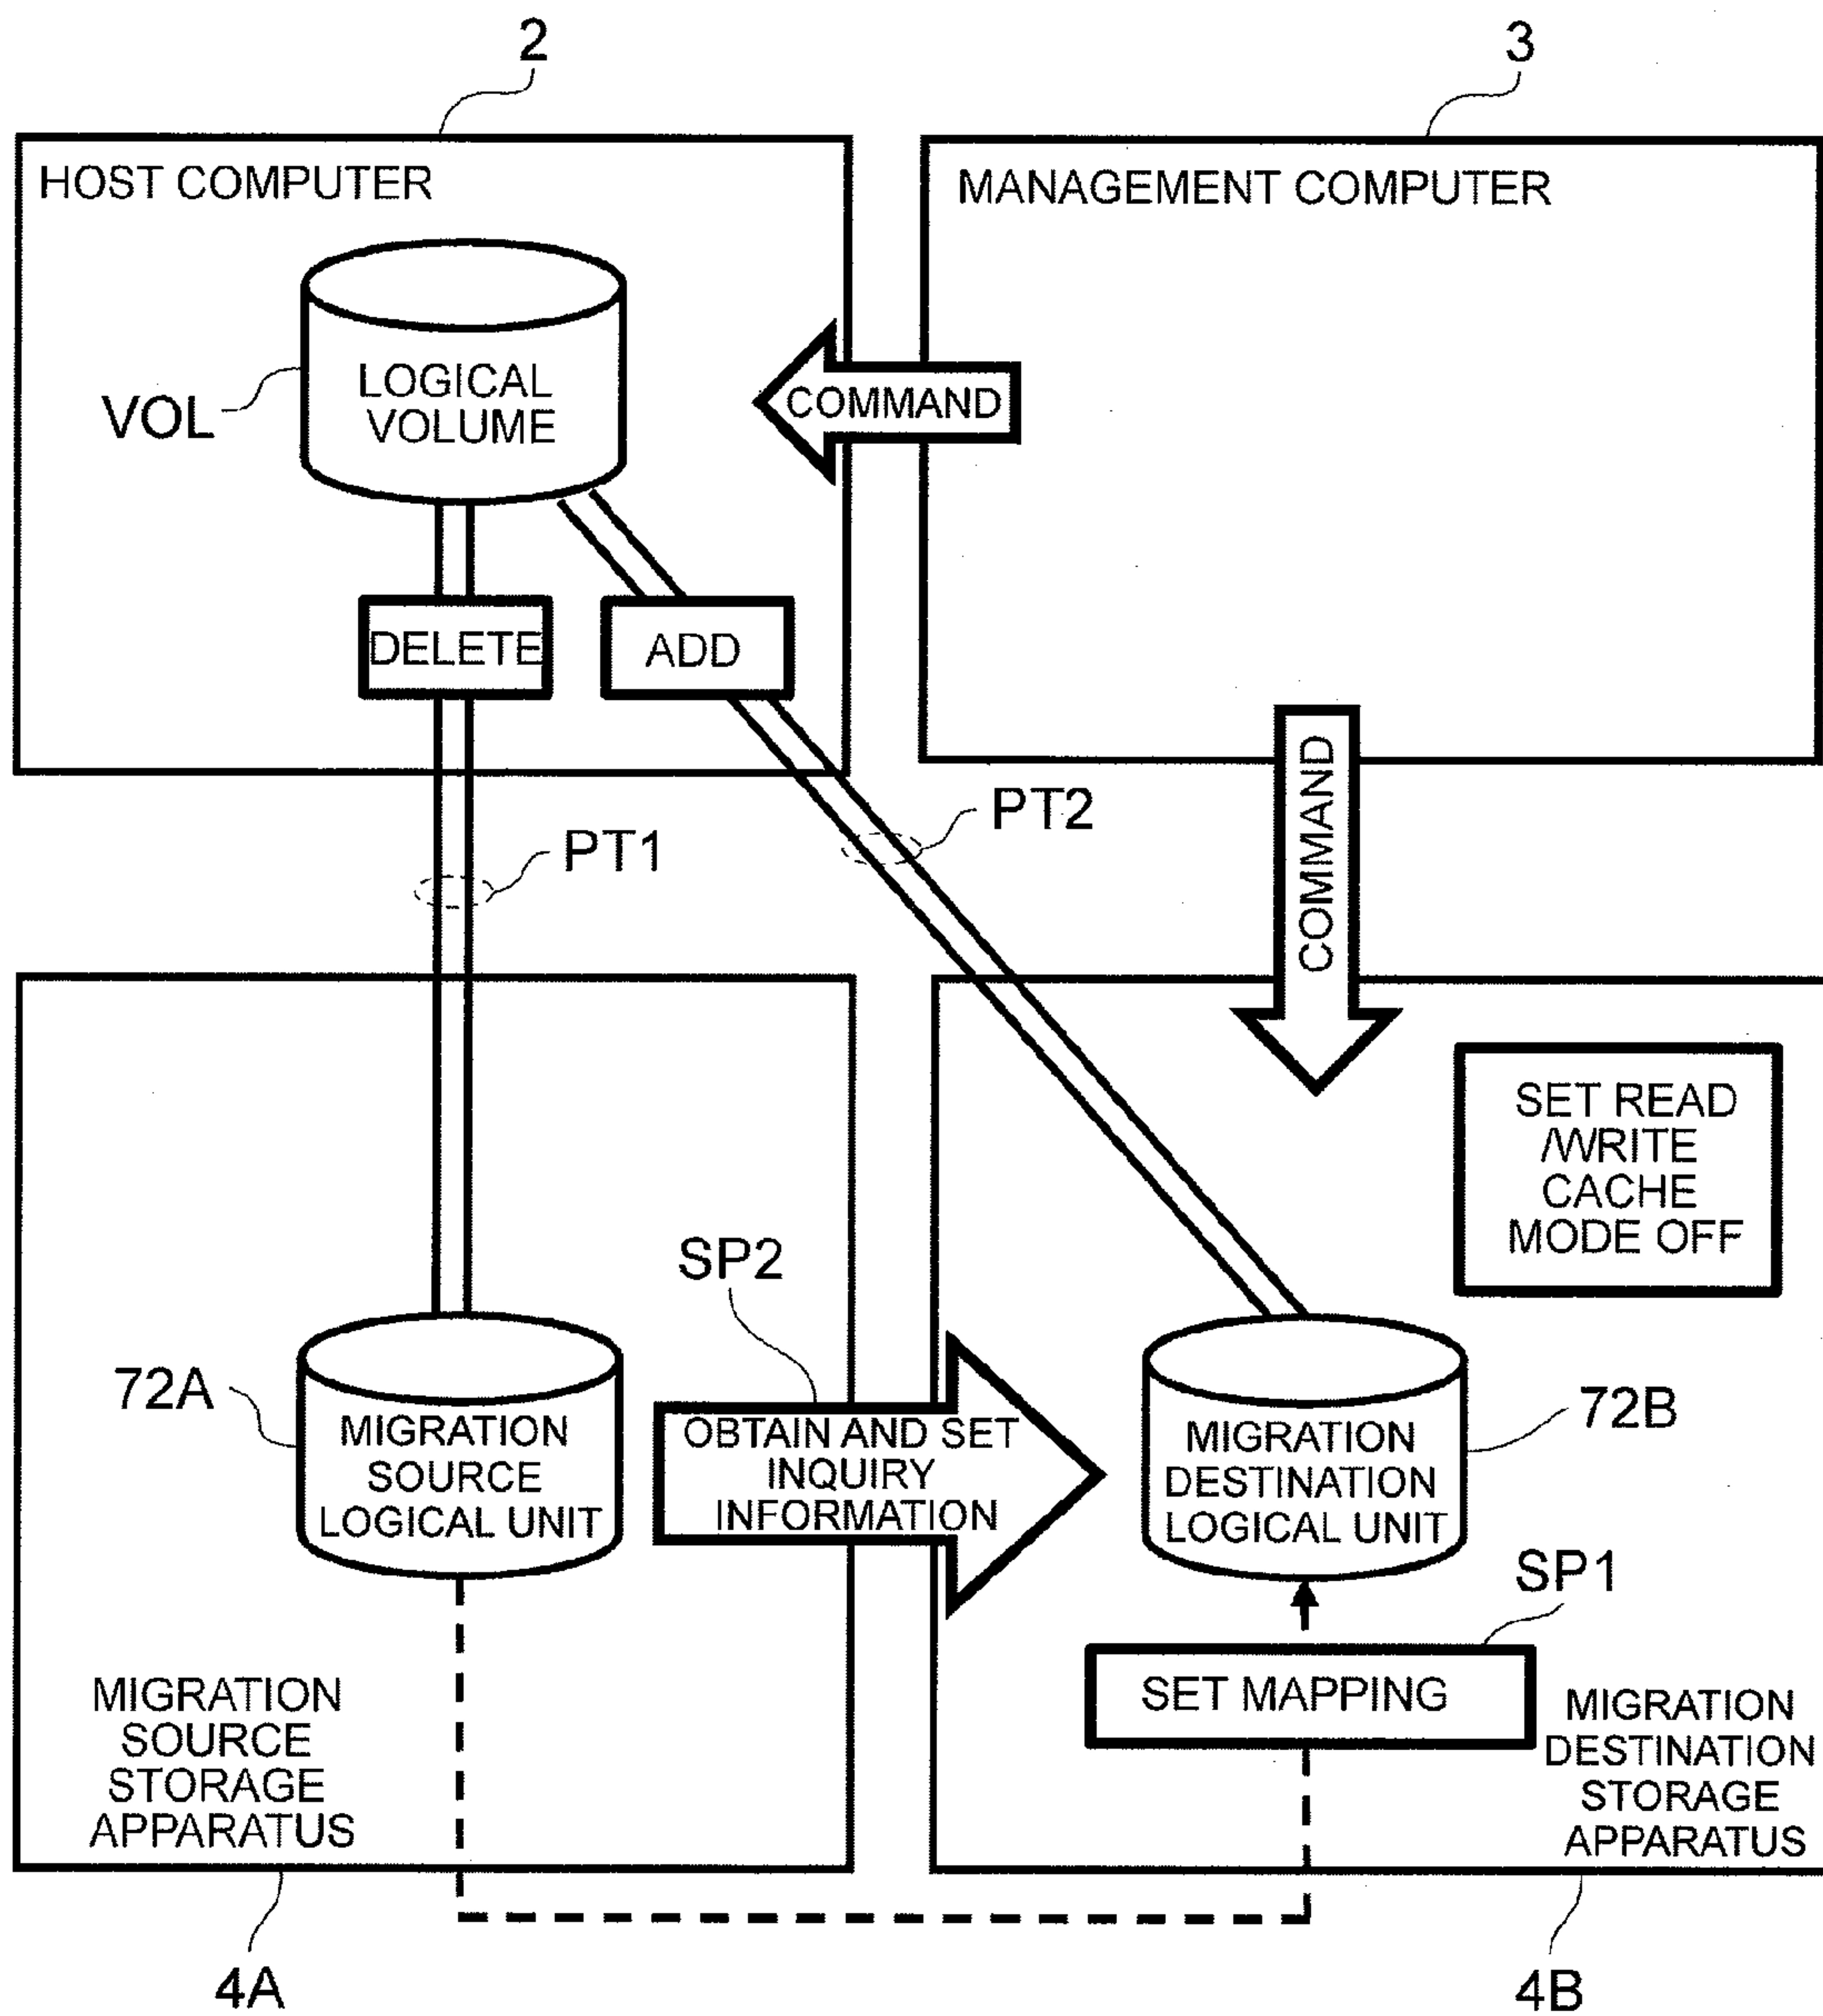 2
3
HOST COMPUTER
MANAGEMENT COMPUTER
LOGICAL
VOLUME
VOL
COMMAND
DELETE
ADD
PT1
PT2
COMMAND
SET READ
/WRITE
CACHE
MODE OFF
SP2
72A
MIGRATION
SOURCE
LOGICAL UNIT
OBTAIN AND SET
INQUIRY
INFORMATION
MIGRATION
DESTINATION
LOGICAL UNIT
72B
SP1
SET MAPPING
MIGRATION
SOURCE
STORAGE
APPARATUS
MIGRATION
DESTINATION
STORAGE
APPARATUS
4A
4B